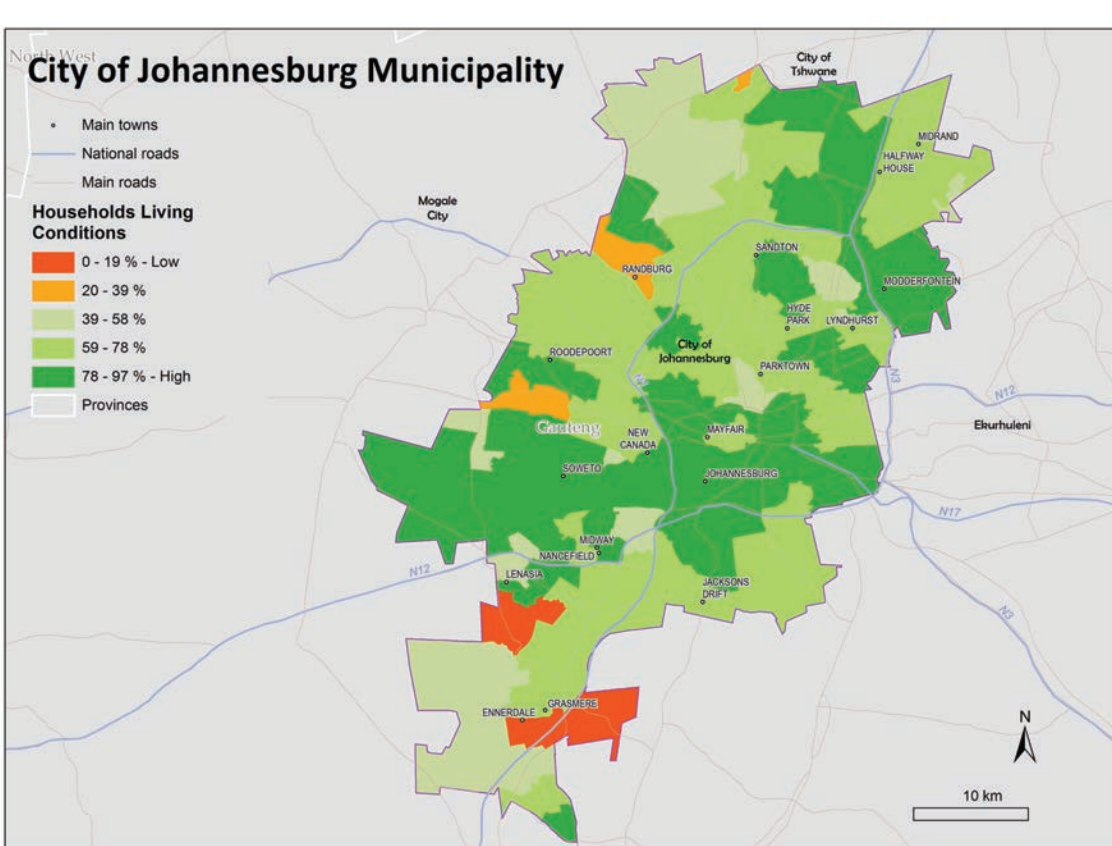 North West
City of Johannesburg Municipality
Main towns
National roads
Main roads
Households Living
Conditions
0 - 19 % - Low
20 - 39 %
39 - 58 %
59 - 78 %
78 - 97 % - High
Provinces
City of
Tshwane
MIDRAND
HALFWAY
HOUSE
Mogale
City
SANDTON
RANDBURG
MODDERFONTEIN
HYDE
PARK
LYNDHURST
City of
Johannesburg
ROODEPOORT
PARKTOWN
N3
N12
Ekurhuleni
Gauteng
NEW
CANADA
MAYFAIR
SOWETO
JOHANNESBURG
N17
MIDWAY
NANCEFIELD
N12
LENASIA
JACKSONS
DRIFT
N3
GRASMERE
ENNERDALE
N
10 km